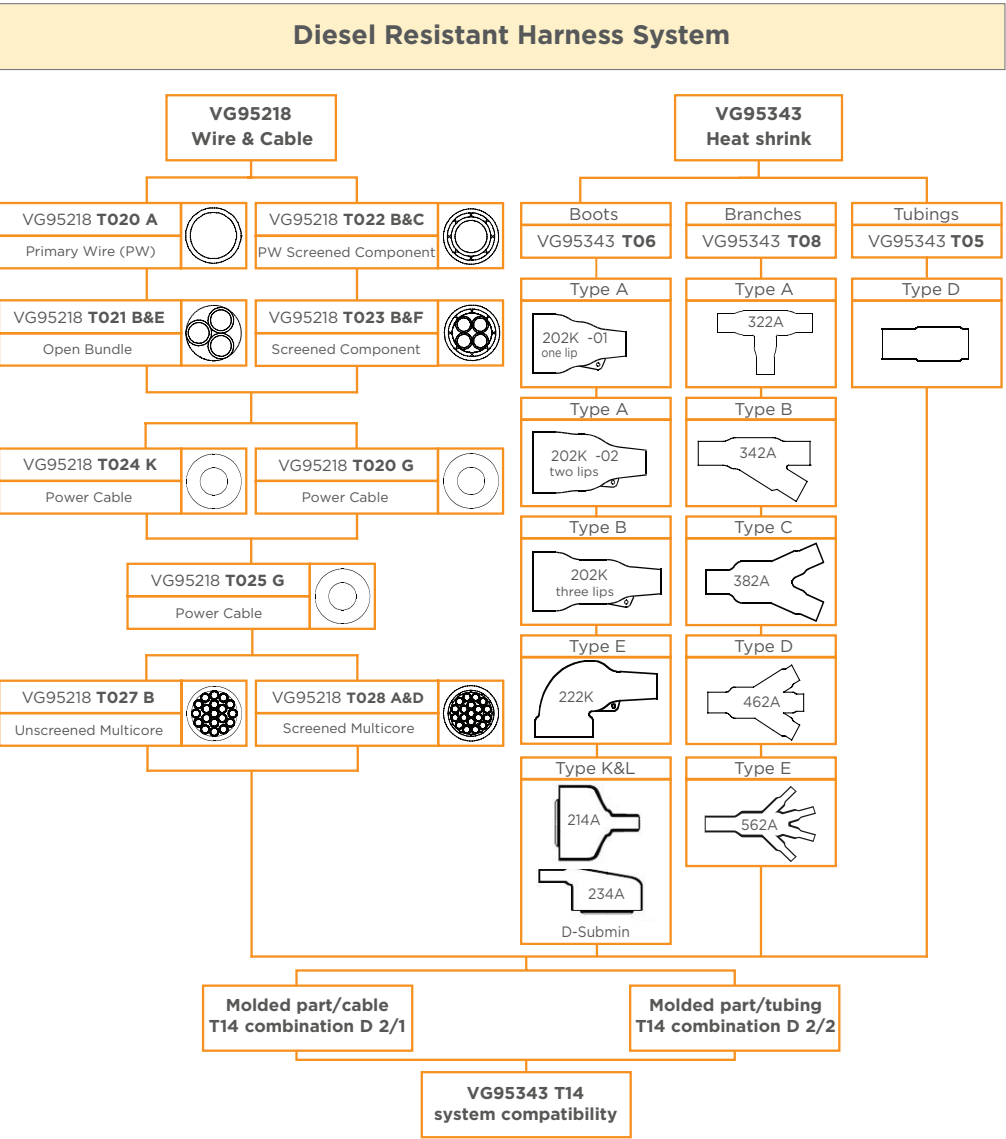 Diesel Resistant Harness System
VG95218
Wire & Cable
VG95218 T020 A
Primary Wire (PW)
VG95218 T022 B&C
PW Screened Component
VG95218 T021 B&E
Open Bundle
VG95218 T023 B&F
Screened Component
VG95218 T024 K
Power Cable
VG95218 T020 G
Power Cable
VG95218 T025 G
Power Cable
VG95218 T027 B
Unscreened Multicore
VG95218 T028 A&D
Screened Multicore
VG95343
Heat shrink
Boots
VG95343 T06
Type A
202K -01
one lip
Type A
202K -02
two lips
Type B
202K
three lips
Type E
222K
Type K&L
214A
234A
D-Submin
Branches
VG95343 T08
Type A
322A
Type B
342A
Type C
382A
Type D
462A
Type E
562A
Tubings
VG95343 T05
Type D
Molded part/cable
T14 combination D 2/1
Molded part/tubing
T14 combination D 2/2
VG95343 T14
system compatibility